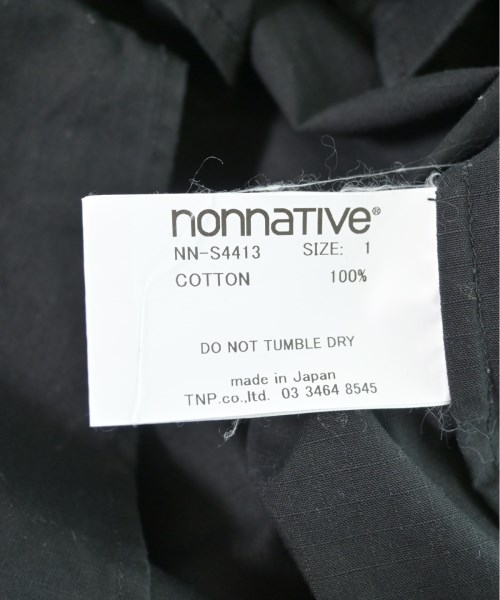 nonnative®
NN-S4413 SIZE: 1
COTTON 100%
DO NOT TUMBLE DRY
made in Japan
TNP.co.,ltd. 03 3464 8545